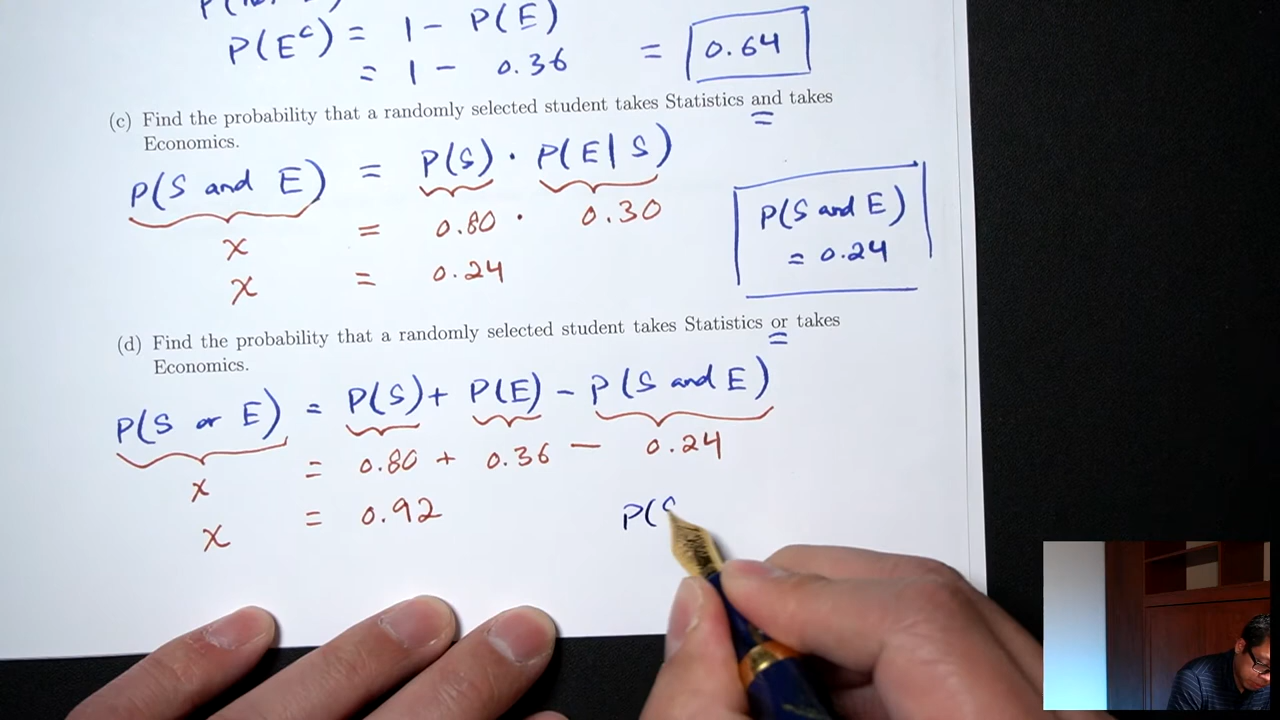 P(E^c) = 1 - P(E)
= 1 - 0.36 = 0.64
(c) Find the probability that a randomly selected student takes Statistics and takes
Economics.
P(S and E) = P(S) · P(E|S)
x = 0.80 · 0.30
x = 0.24
P(S and E)
= 0.24
(d) Find the probability that a randomly selected student takes Statistics or takes
Economics.
P(S or E) = P(S) + P(E) - P(S and E)
x = 0.80 + 0.36 - 0.24
x = 0.92
P(S